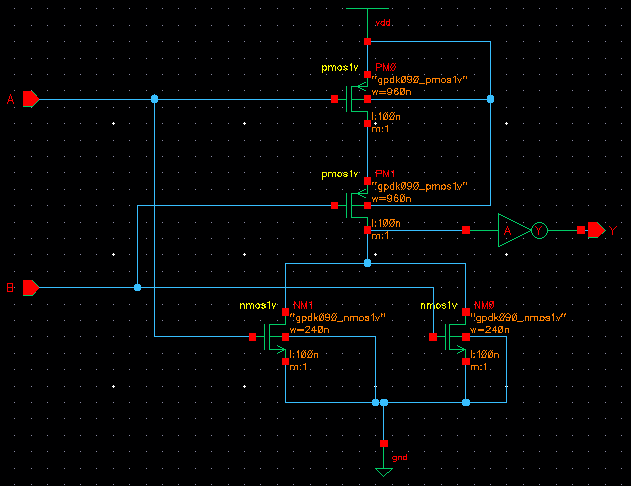 vdd
pmos1v PM0
"gpdk090_pmos1v"
w=960n
A
l:100n
m:1
pmos1v PM1
"gpdk090_pmos1v"
w=960n
l:100n
m:1
A Y Y
B
nmos1v NM1
"gpdk090_nmos1v"
w=240n
l:100n
m:1
nmos1v NM0
"gpdk090_nmos1v"
w=240n
l:100n
m:1
gnd